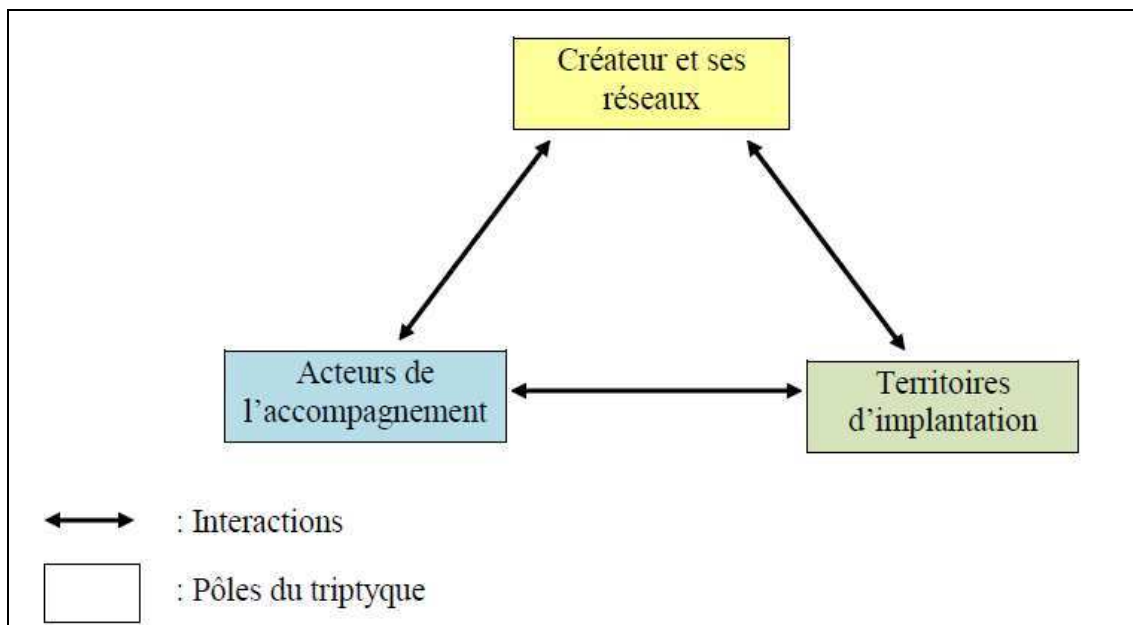 Créateur et ses
réseaux
Acteurs de
l’accompagnement
Territoires
d’implantation
: Interactions
: Pôles du triptyque